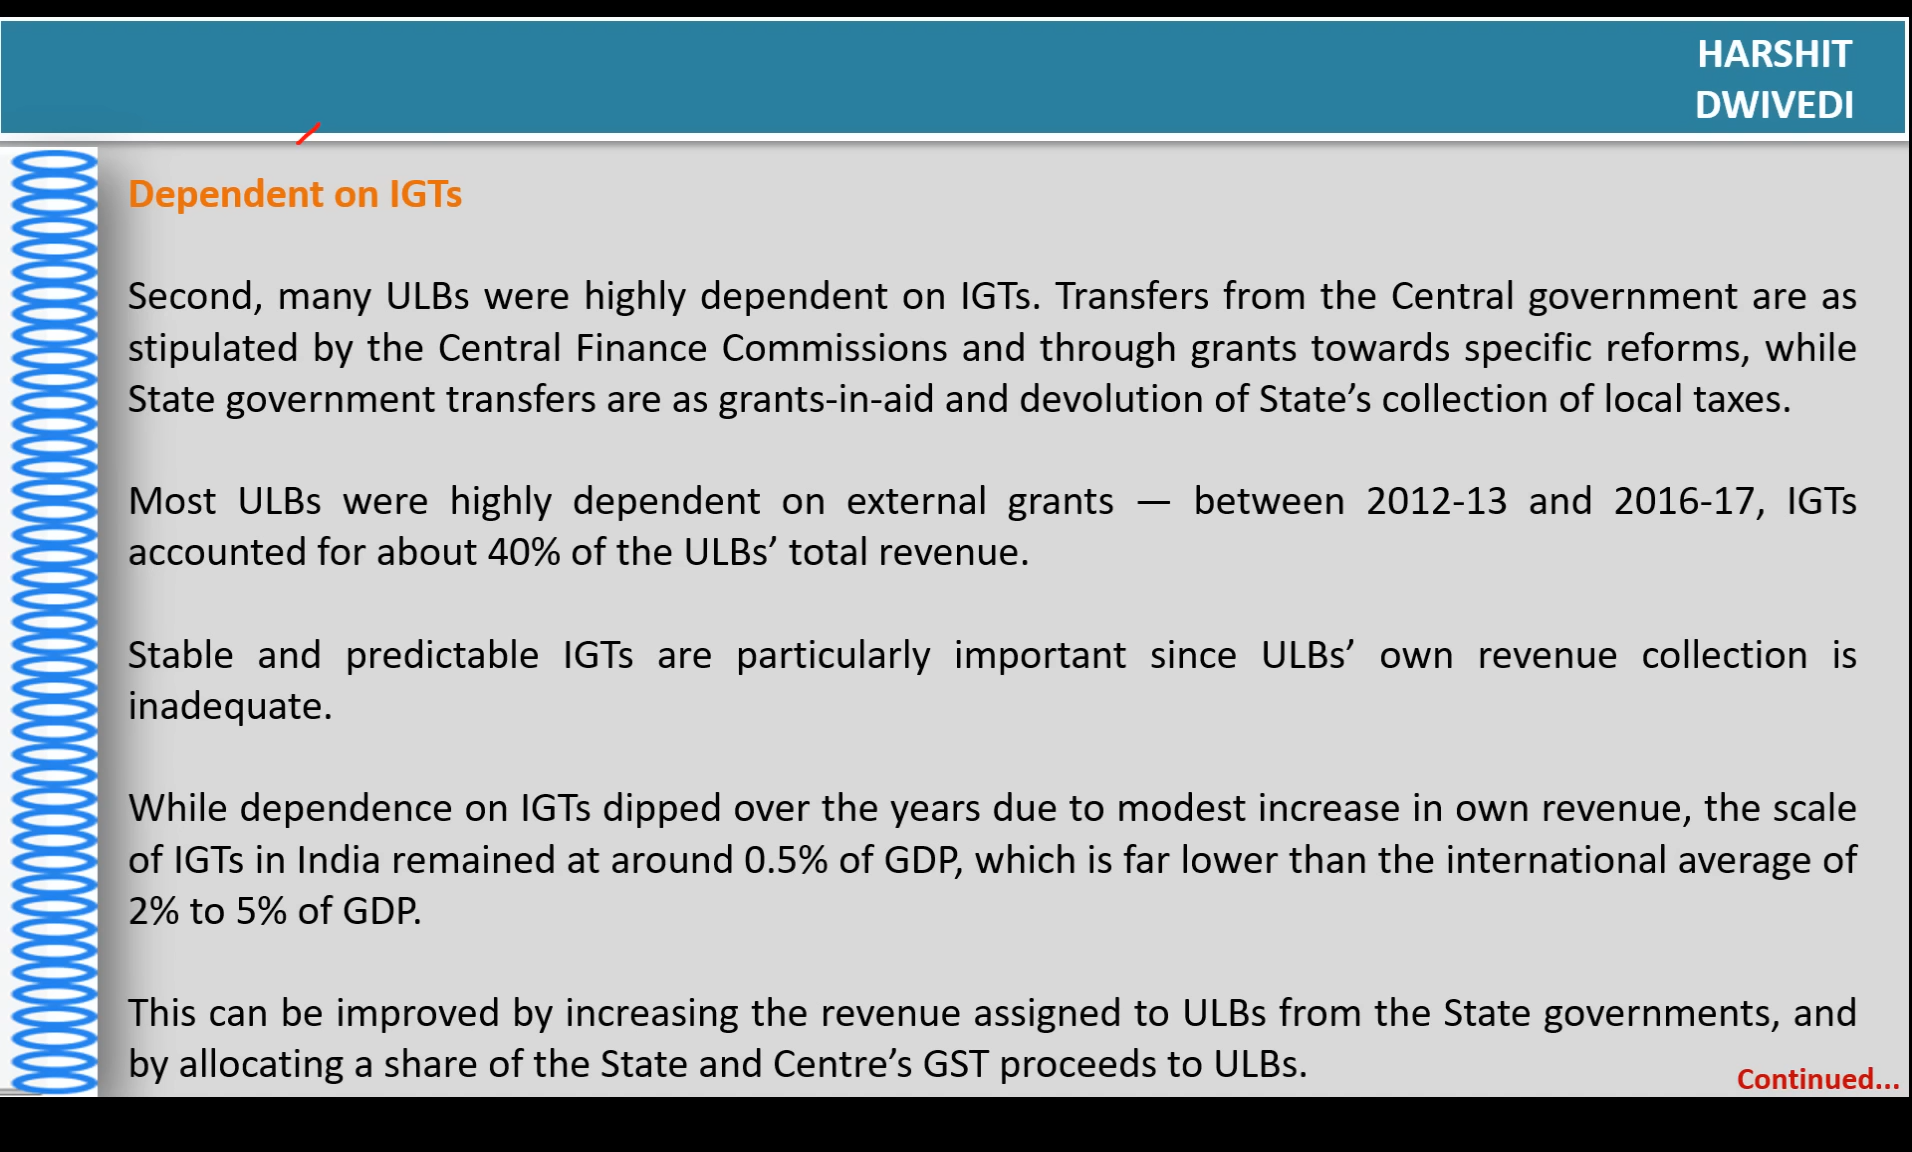 HARSHIT
DWIVEDI
Dependent on IGTs
Second, many ULBs were highly dependent on IGTs. Transfers from the Central government are as
stipulated by the Central Finance Commissions and through grants towards specific reforms, while
State government transfers are as grants-in-aid and devolution of State’s collection of local taxes.
Most ULBs were highly dependent on external grants — between 2012-13 and 2016-17, IGTs
accounted for about 40% of the ULBs’ total revenue.
Stable and predictable IGTs are particularly important since ULBs’ own revenue collection is
inadequate.
While dependence on IGTs dipped over the years due to modest increase in own revenue, the scale
of IGTs in India remained at around 0.5% of GDP, which is far lower than the international average of
2% to 5% of GDP.
This can be improved by increasing the revenue assigned to ULBs from the State governments, and
by allocating a share of the State and Centre’s GST proceeds to ULBs.
Continued...